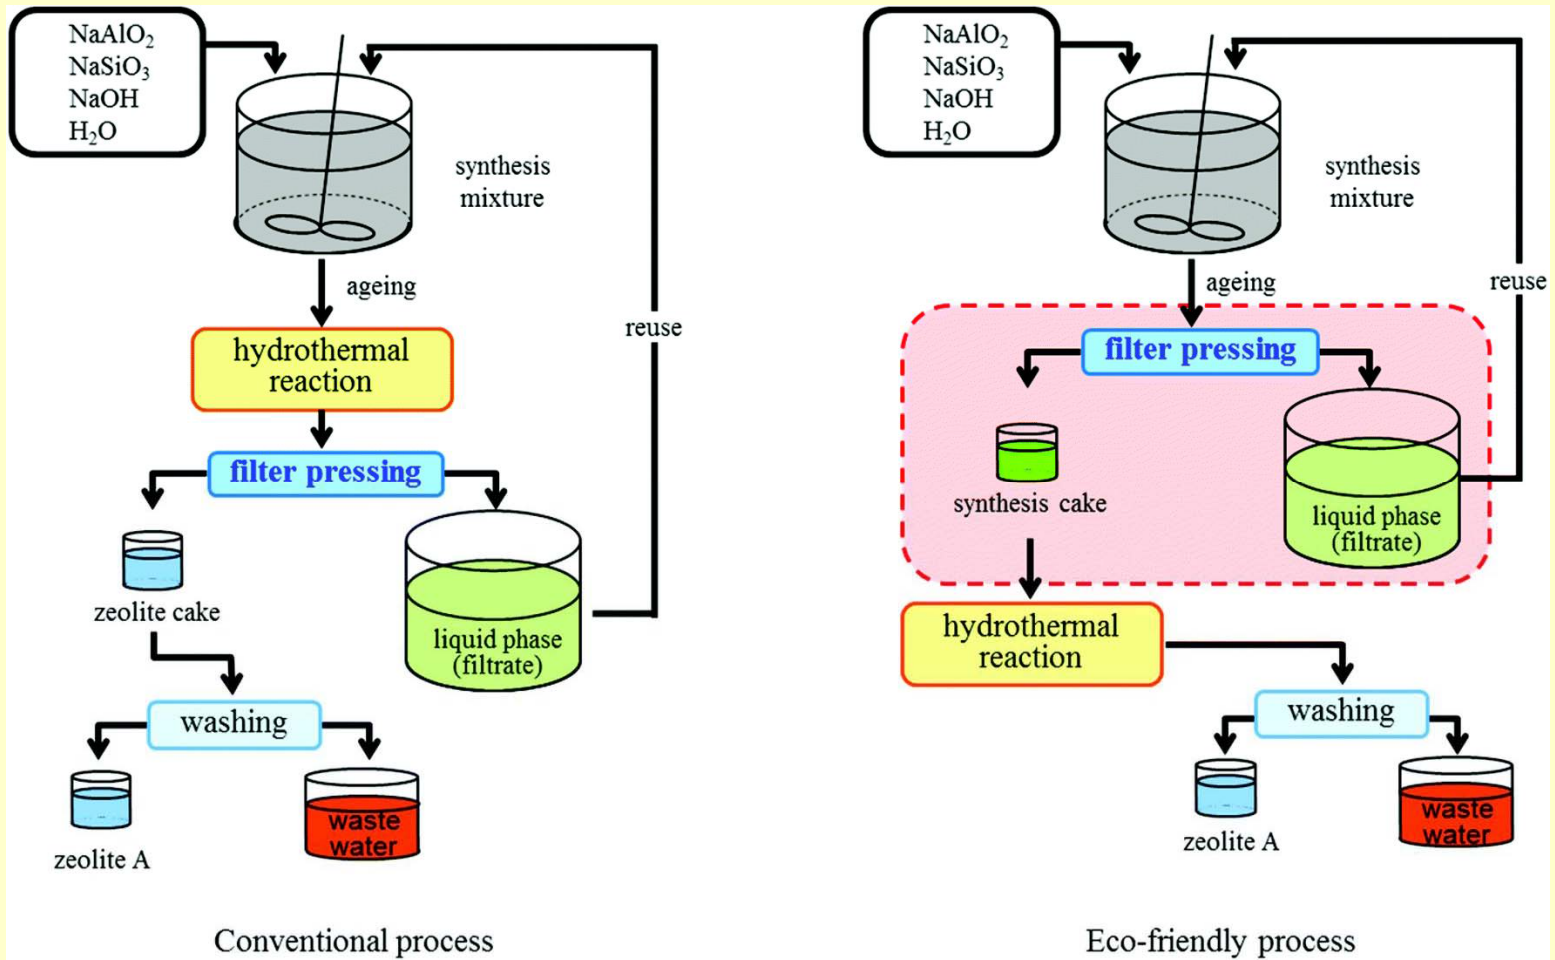 NaAlO₂
NaSiO₃
NaOH
H₂O
synthesis
mixture
ageing
hydrothermal
reaction
reuse
filter pressing
zeolite cake
liquid phase
(filtrate)
washing
waste
water
zeolite A
Conventional process
NaAlO₂
NaSiO₃
NaOH
H₂O
synthesis
mixture
ageing
reuse
filter pressing
synthesis cake
liquid phase
(filtrate)
hydrothermal
reaction
washing
waste
water
zeolite A
Eco-friendly process